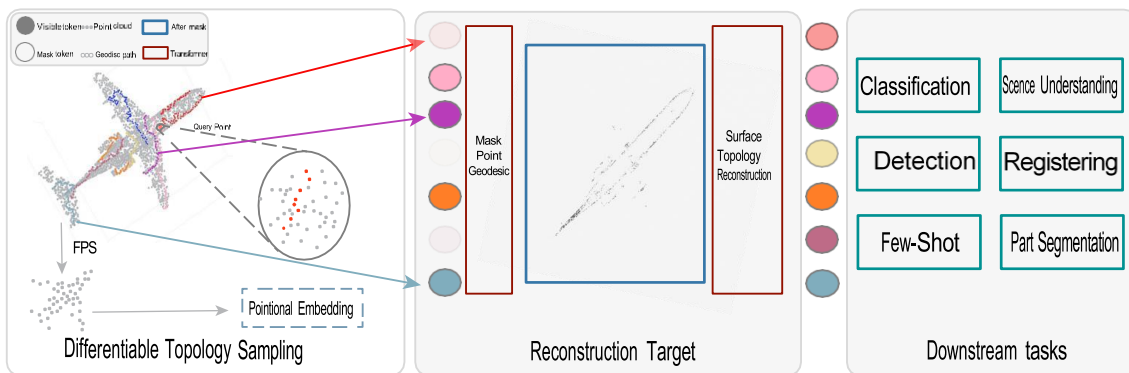 Visible token
Point cloud
After mask
Mask token
Geodisc path
Transformer
Query Point
FPS
Pointional Embedding
Differentiable Topology Sampling
Mask
Point
Geodesic
Surface
Topology
Reconstruction
Reconstruction Target
Classification
Scence Understanding
Detection
Registering
Few-Shot
Part Segmentation
Downstream tasks